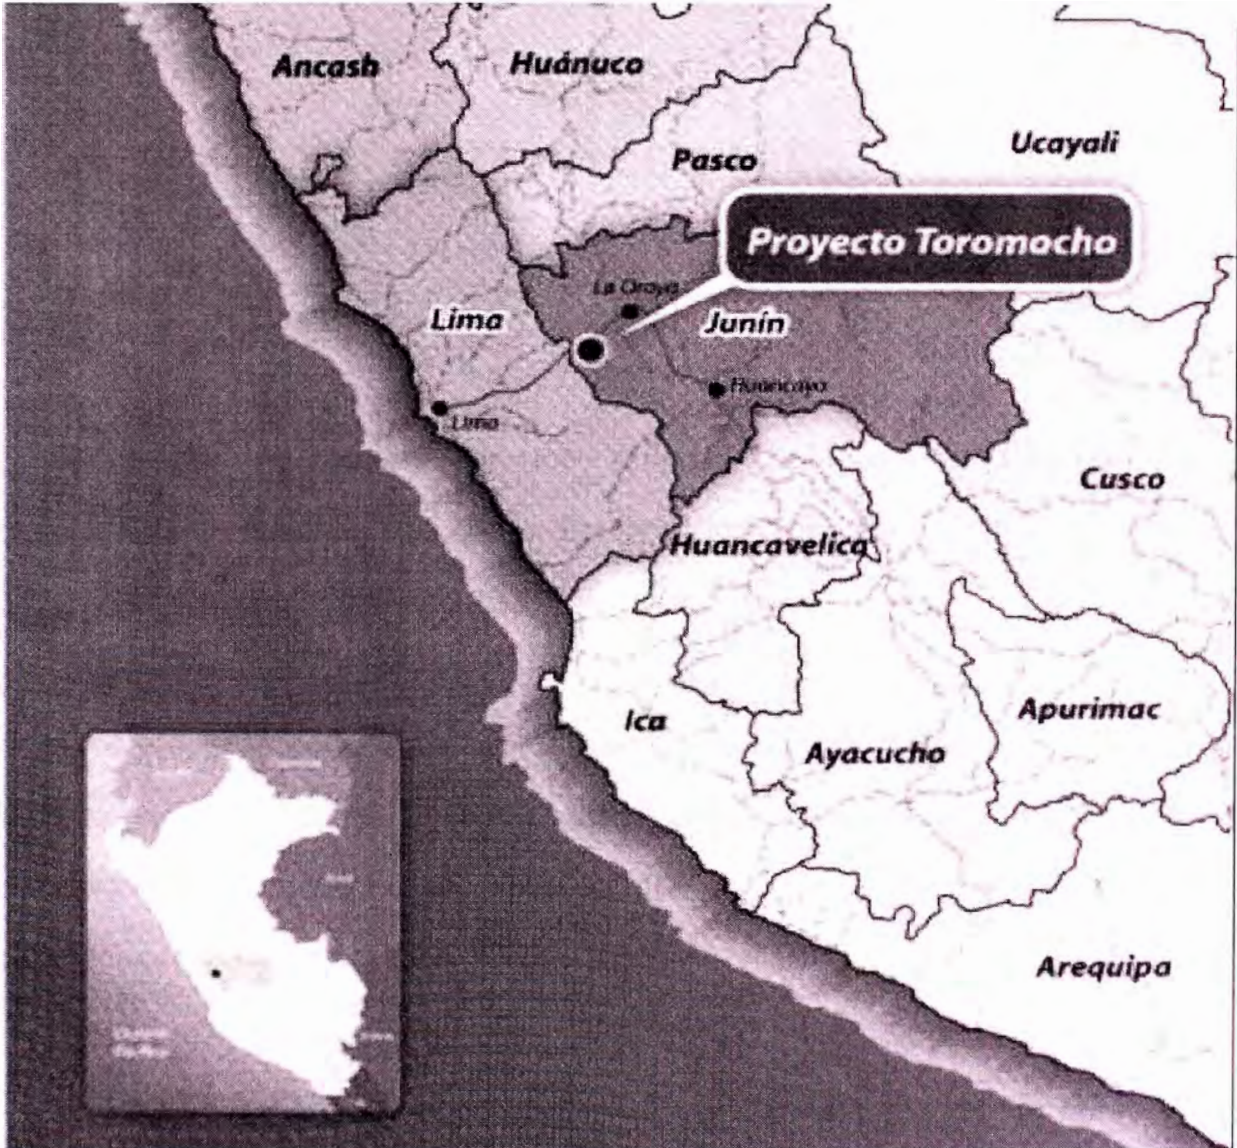 Ancash
Huánuco
Pasco
Ucayali
Proyecto Toromocho
La Oroya
Lima
Junín
Huancayo
Lima
Cusco
Huancavelica
Ica
Ayacucho
Apurimac
Arequipa